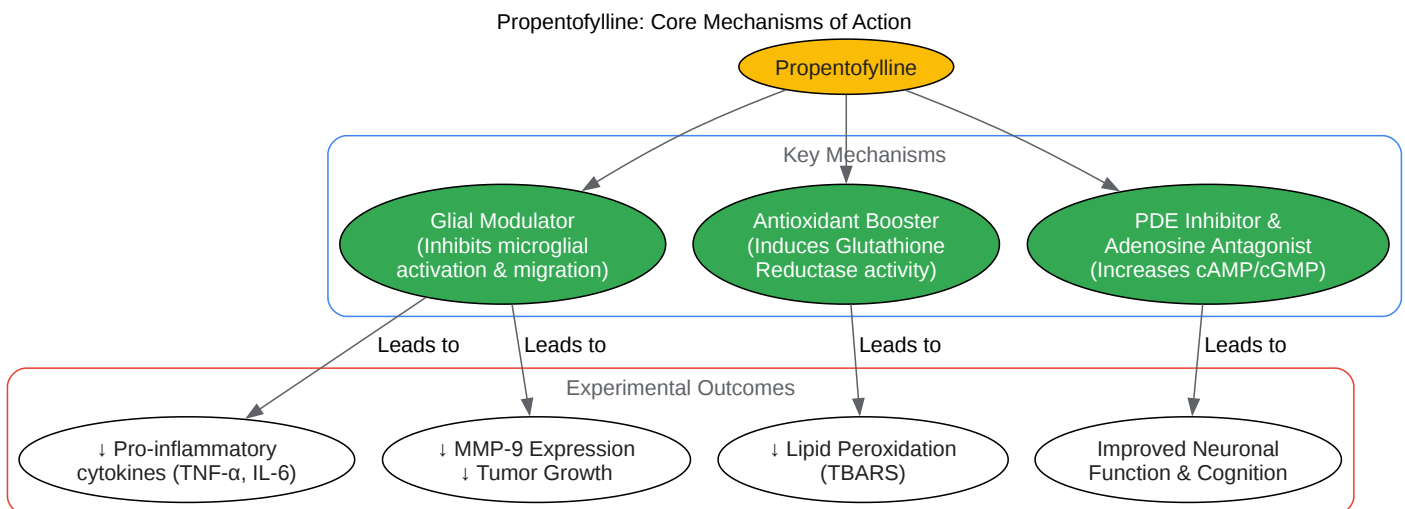 Propentofylline: Core Mechanisms of Action
Propentofylline
Key Mechanisms
Glial Modulator
(Inhibits microglial
activation & migration)
Antioxidant Booster
(Induces Glutathione
Reductase activity)
PDE Inhibitor &
Adenosine Antagonist
(Increases cAMP/cGMP)
Leads to
Leads to
Leads to
Leads to
Experimental Outcomes
↓ Pro-inflammatory
cytokines (TNF-α, IL-6)
↓ MMP-9 Expression
↓ Tumor Growth
↓ Lipid Peroxidation
(TBARS)
Improved Neuronal
Function & Cognition